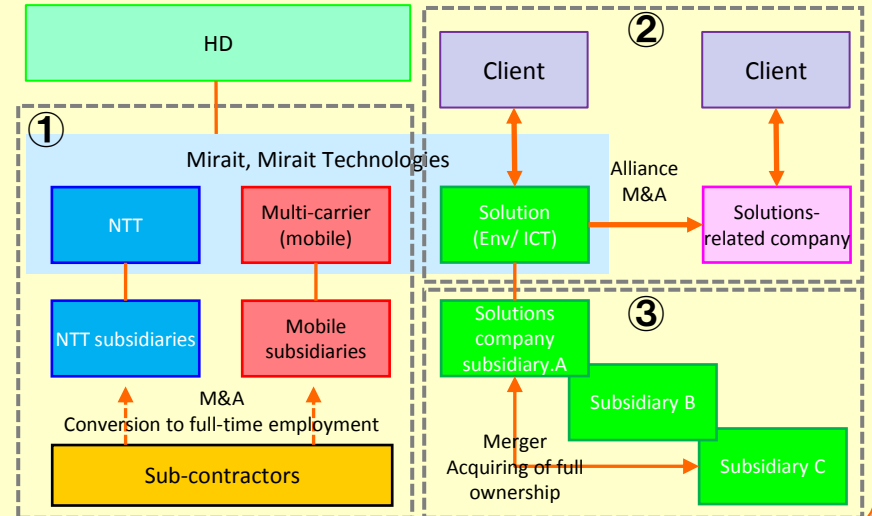 HD
①
Mirait, Mirait Technologies
NTT
Multi-carrier
(mobile)
NTT subsidiaries
Mobile
subsidiaries
M&A
Conversion to full-time employment
Sub-contractors
②
Client
Client
Solution
(Env/ ICT)
Alliance
M&A
Solutions-
related company
③
Solutions
company
subsidiary.A
Subsidiary B
Subsidiary C
Merger
Acquiring of full
ownership